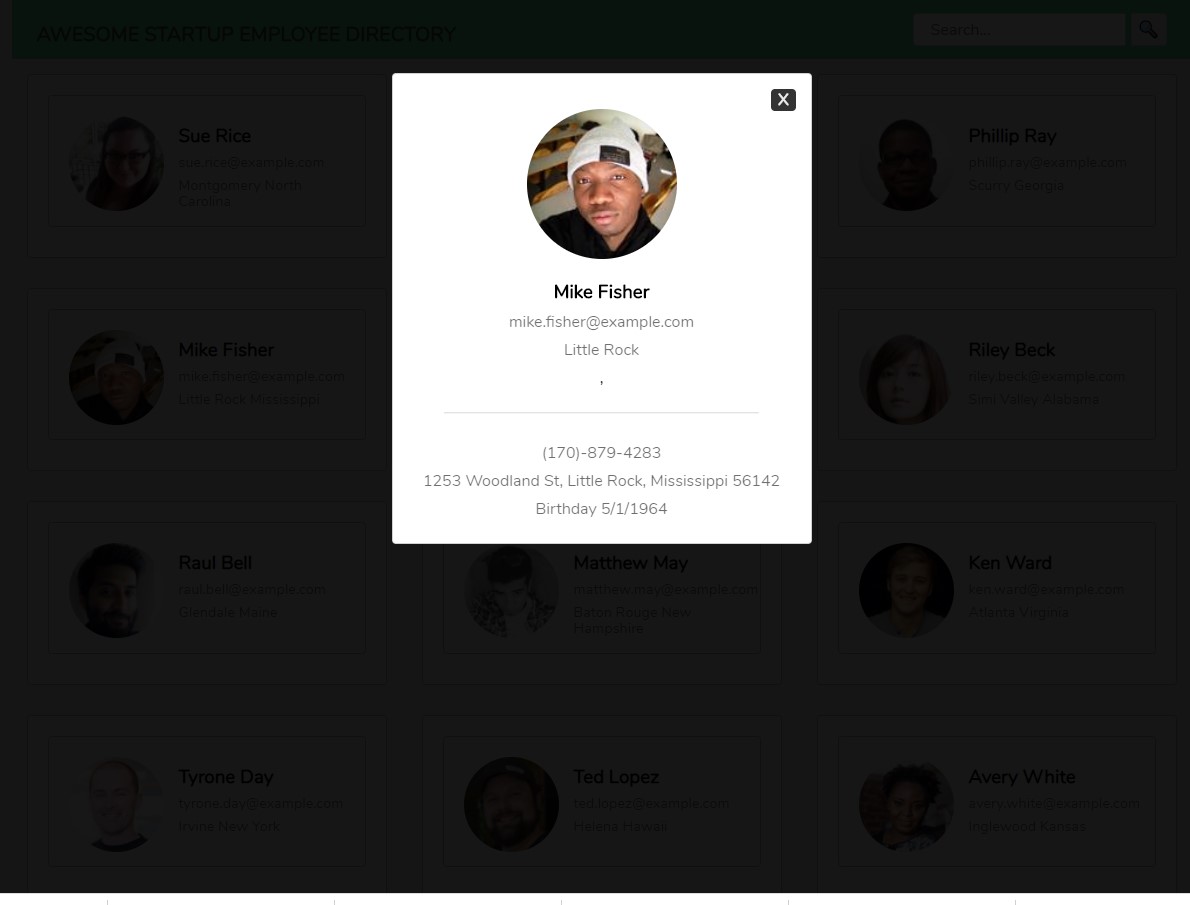 AWESOME STARTUP EMPLOYEE DIRECTORY
Search...
X
Mike Fisher
mike.fisher@example.com
Little Rock
,
(170)-879-4283
1253 Woodland St, Little Rock, Mississippi 56142
Birthday 5/1/1964
Sue Rice
sue.rice@example.com
Montgomery North
Carolina
Phillip Ray
phillip.ray@example.com
Scurry Georgia
Mike Fisher
mike.fisher@example.com
Little Rock Mississippi
Riley Beck
riley.beck@example.com
Simi Valley Alabama
Raul Bell
raul.bell@example.com
Glendale Maine
Matthew May
matthew.may@example.com
Baton Rouge New
Hampshire
Ken Ward
ken.ward@example.com
Atlanta Virginia
Tyrone Day
tyrone.day@example.com
Irvine New York
Ted Lopez
ted.lopez@example.com
Helena Hawaii
Avery White
avery.white@example.com
Inglewood Kansas